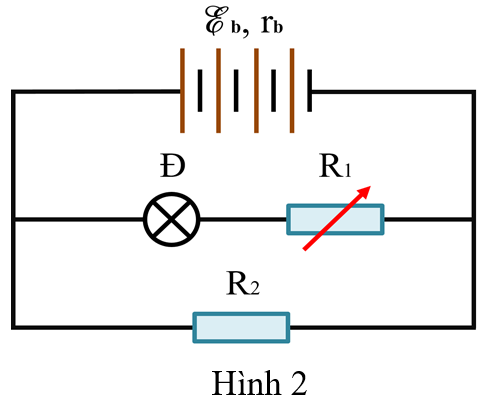 ℰb, rb
Đ R1
R2
Hình 2